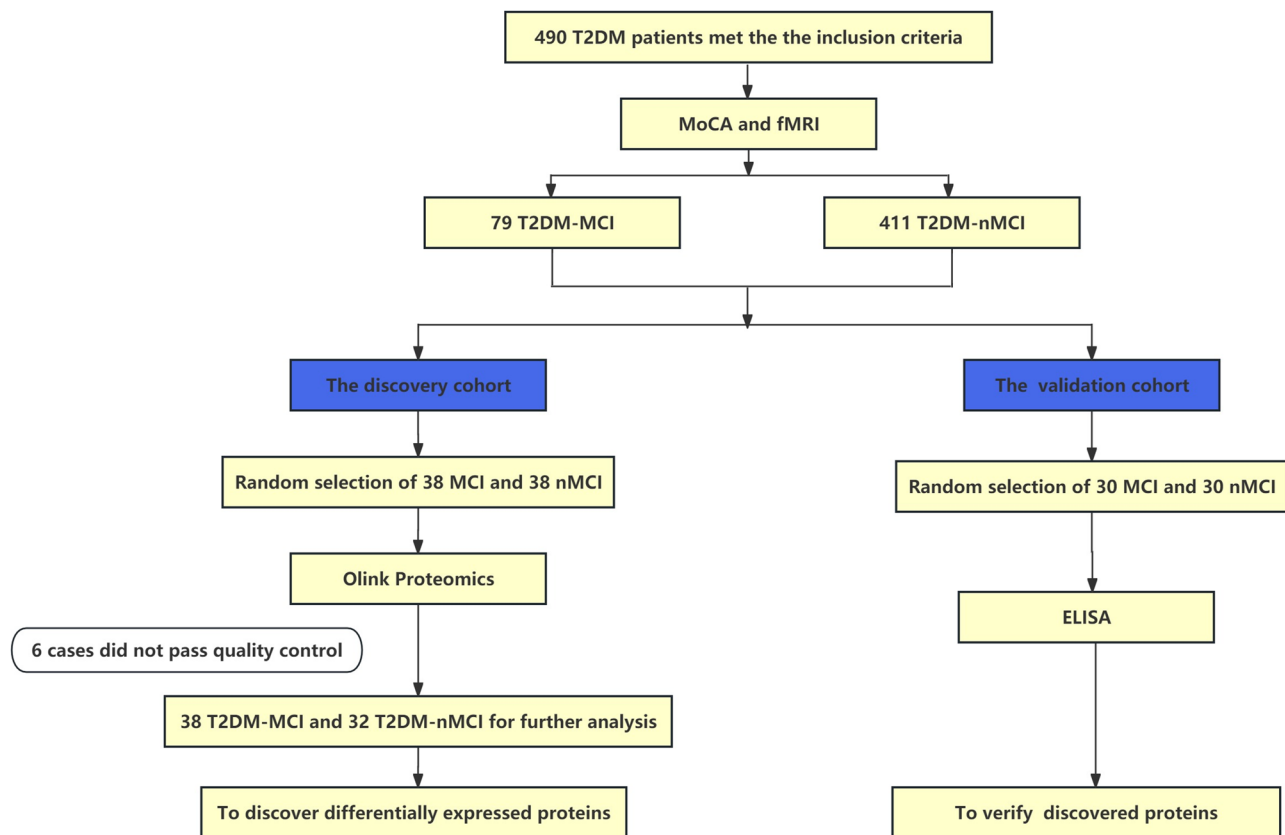 490 T2DM patients met the the inclusion criteria
MoCA and fMRI
79 T2DM-MCI
411 T2DM-nMCI
The discovery cohort
The validation cohort
Random selection of 38 MCI and 38 nMCI
Random selection of 30 MCI and 30 nMCI
Olink Proteomics
ELISA
6 cases did not pass quality control
38 T2DM-MCI and 32 T2DM-nMCI for further analysis
To discover differentially expressed proteins
To verify discovered proteins